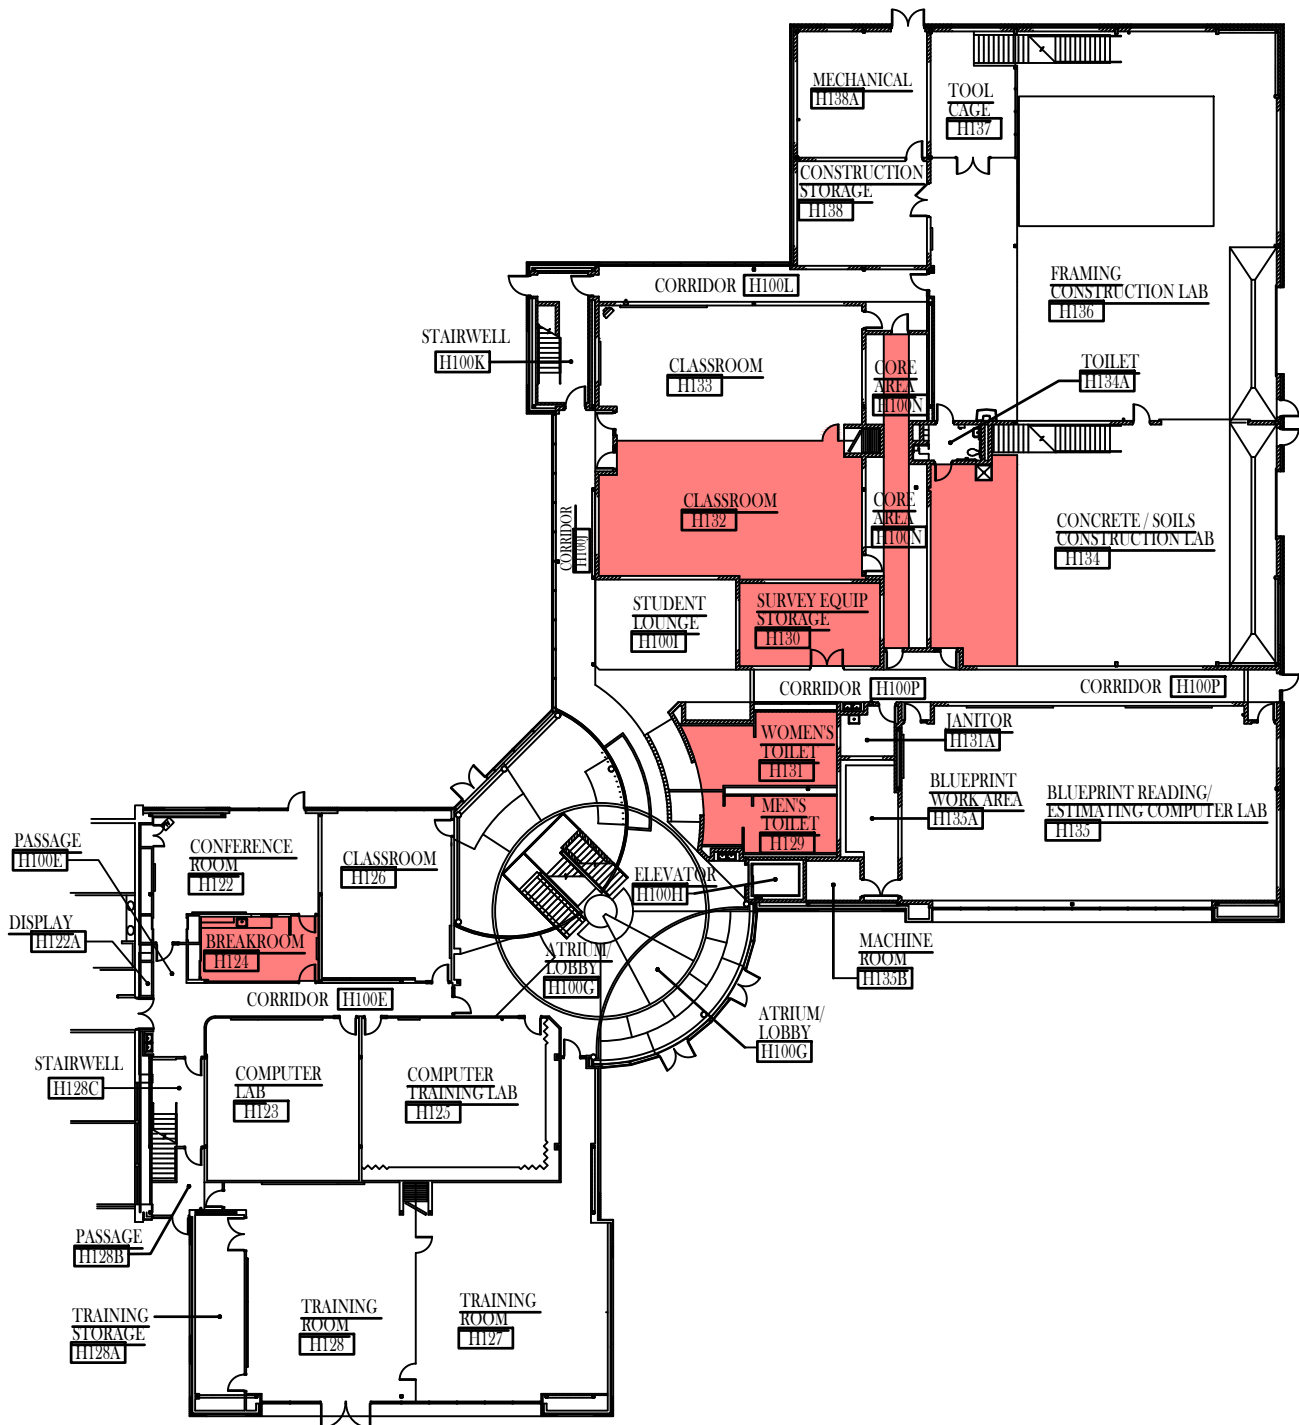 MECHANICAL
H138A
TOOL
CAGE
H137
CONSTRUCTION
STORAGE
H138
CORRIDOR H100L
FRAMING
CONSTRUCTION LAB
H136
STAIRWELL
H100K
CLASSROOM
H133
CORE
AREA
H100N
TOILET
H134A
CLASSROOM
H132
CORE
AREA
H100N
CONCRETE / SOILS
CONSTRUCTION LAB
H134
CORRIDOR
H100J
STUDENT
LOUNGE
H100I
SURVEY EQUIP
STORAGE
H130
CORRIDOR H100P
CORRIDOR H100P
WOMEN'S
TOILET
H131
JANITOR
H131A
BLUEPRINT
WORK AREA
H135A
BLUEPRINT READING/
ESTIMATING COMPUTER LAB
H135
MEN'S
TOILET
H129
PASSAGE
H100E
CONFERENCE
ROOM
H122
CLASSROOM
H126
ELEVATOR
H100H
DISPLAY
H122A
BREAKROOM
H124
ATRIUM/
LOBBY
H100G
MACHINE
ROOM
H135B
CORRIDOR H100E
ATRIUM/
LOBBY
H100G
STAIRWELL
H128C
COMPUTER
LAB
H123
COMPUTER
TRAINING LAB
H125
PASSAGE
H128B
TRAINING
STORAGE
H128A
TRAINING
ROOM
H128
TRAINING
ROOM
H127